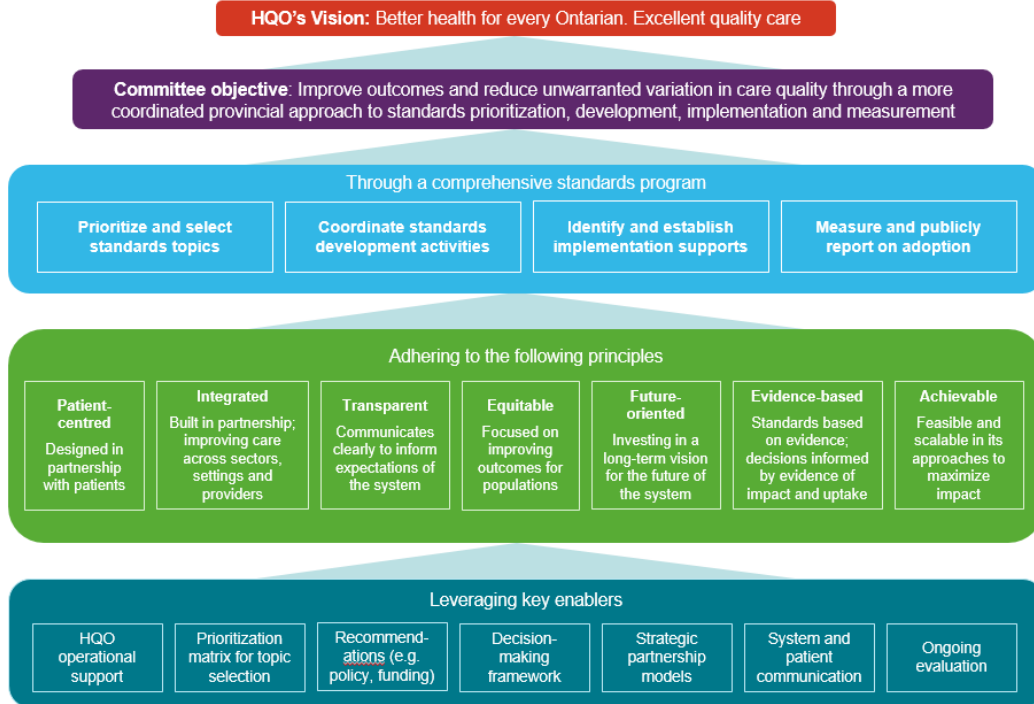 HQO's Vision: Better health for every Ontarian. Excellent quality care
Committee objective: Improve outcomes and reduce unwarranted variation in care quality through a more
coordinated provincial approach to standards prioritization, development, implementation and measurement
Through a comprehensive standards program
Prioritize and select
standards topics
Coordinate standards
development activities
Identify and establish
implementation supports
Measure and publicly
report on adoption
Adhering to the following principles
Patient-
centred
Designed in
partnership
with patients
Integrated
Built in partnership;
improving care
across sectors,
settings and
providers
Transparent
Communicates
clearly to inform
expectations of
the system
Equitable
Focused on
improving
outcomes for
populations
Future-
oriented
Investing in a
long-term vision
for the future of
the system
Evidence-based
Standards based
on evidence;
decisions informed
by evidence of
impact and uptake
Achievable
Feasible and
scalable in its
approaches to
maximize
impact
Leveraging key enablers
HQO
operational
support
Prioritization
matrix for topic
selection
Recommend-
ations (e.g.
policy, funding)
Decision-
making
framework
Strategic
partnership
models
System and
patient
communication
Ongoing
evaluation